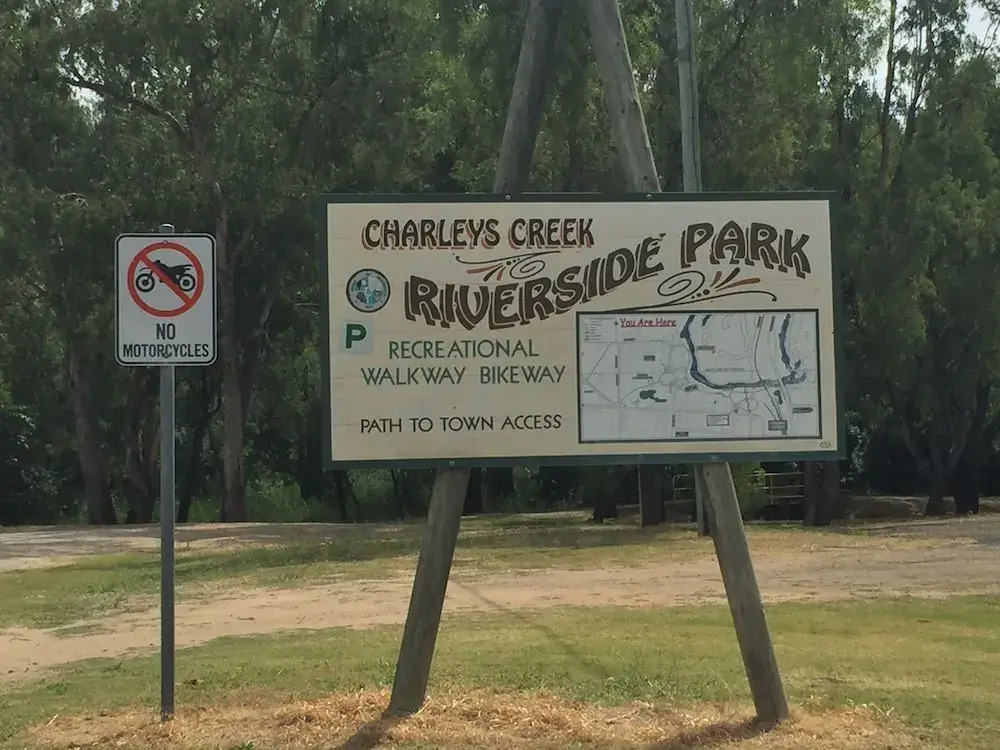 NO
MOTORCYCLES
CHARLEYS CREEK
RIVERSIDE PARK
P
RECREATIONAL
WALKWAY BIKEWAY
PATH TO TOWN ACCESS
You Are Here